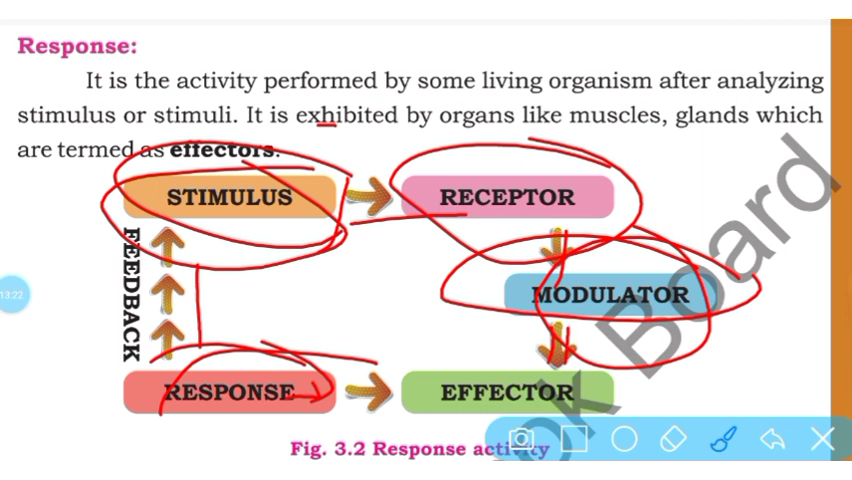 Response:
It is the activity performed by some living organism after analyzing
stimulus or stimuli. It is exhibited by organs like muscles, glands which
are termed as effectors.
STIMULUS
RECEPTOR
FEEDBACK
MODULATOR
13:22
RESPONSE
EFFECTOR
Fig. 3.2 Response activity
ok Board